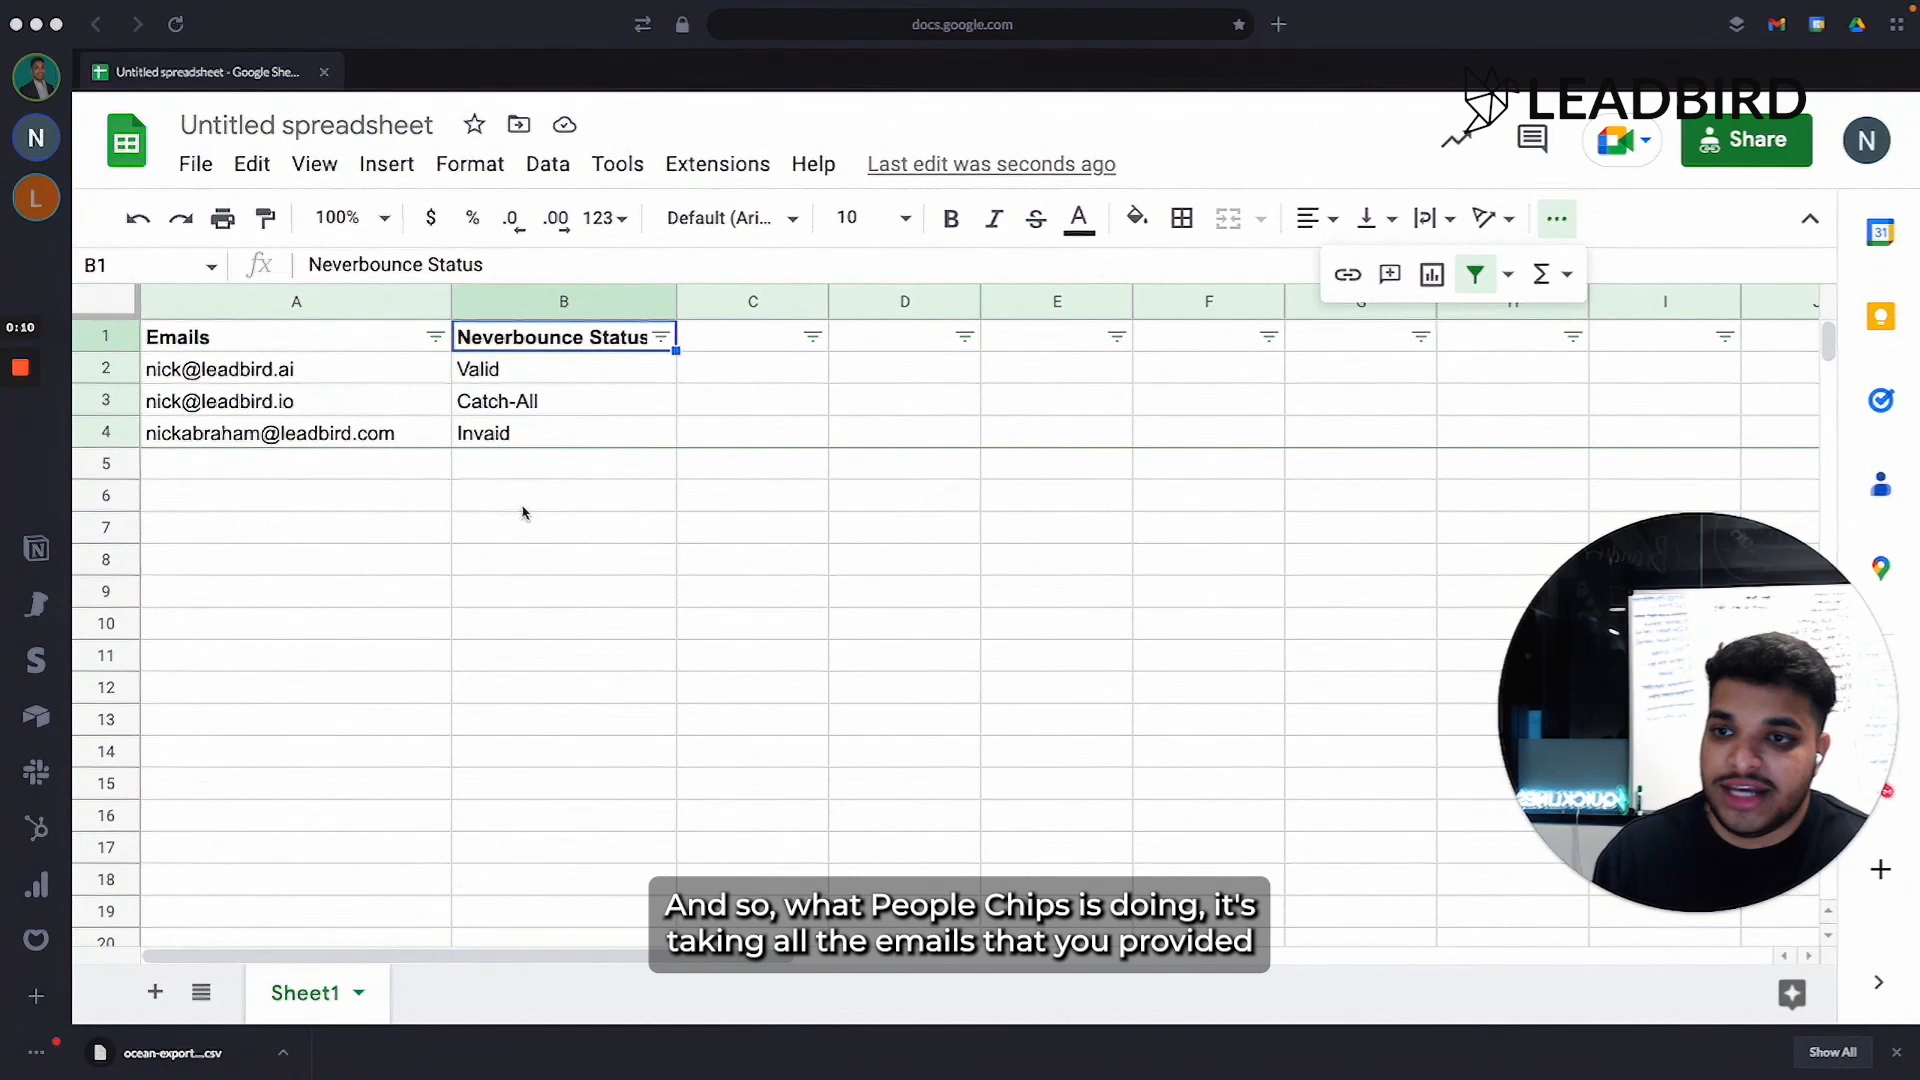 docs.google.com
Untitled spreadsheet - Google She...
LEADBIRD
N
L
Untitled spreadsheet
File Edit View Insert Format Data Tools Extensions Help Last edit was seconds ago
Share
N
100% $ % .0 .00 123 Default (Ari... 10 B I S A
31
B1 fx Neverbounce Status
Σ
A B C D E F G H I J
0:10
1 Emails Neverbounce Status
2 nick@leadbird.ai Valid
3 nick@leadbird.io Catch-All
4 nickabraham@leadbird.com Invaid
5
6
7
8
9
10
11
12
13
14
15
16
17
18
19
20
QUICKLINES
And so, what People Chips is doing, it's
taking all the emails that you provided
Sheet1
ocean-export....csv
Show All